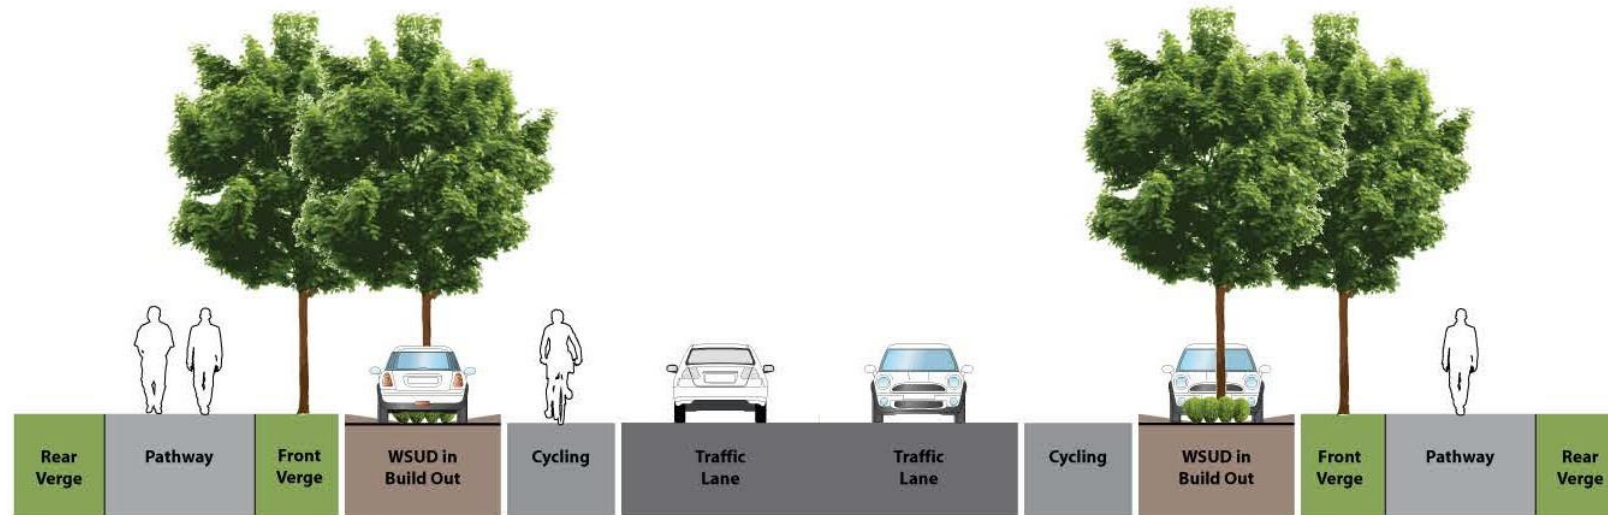 Rear
Verge
Pathway
Front
Verge
WSUD in
Build Out
Cycling
Traffic
Lane
Traffic
Lane
Cycling
WSUD in
Build Out
Front
Verge
Pathway
Rear
Verge